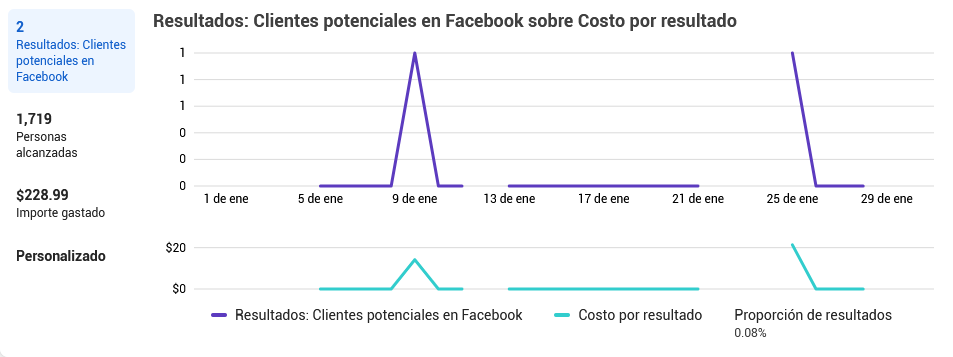 2
Resultados: Clientes
potenciales en
Facebook
1,719
Personas
alcanzadas
$228.99
Importe gastado
Personalizado
Resultados: Clientes potenciales en Facebook sobre Costo por resultado
1
1
1
0
0
0
1 de ene 5 de ene 9 de ene 13 de ene 17 de ene 21 de ene 25 de ene 29 de ene
$20
$0
Resultados: Clientes potenciales en Facebook Costo por resultado Proporción de resultados
0.08%